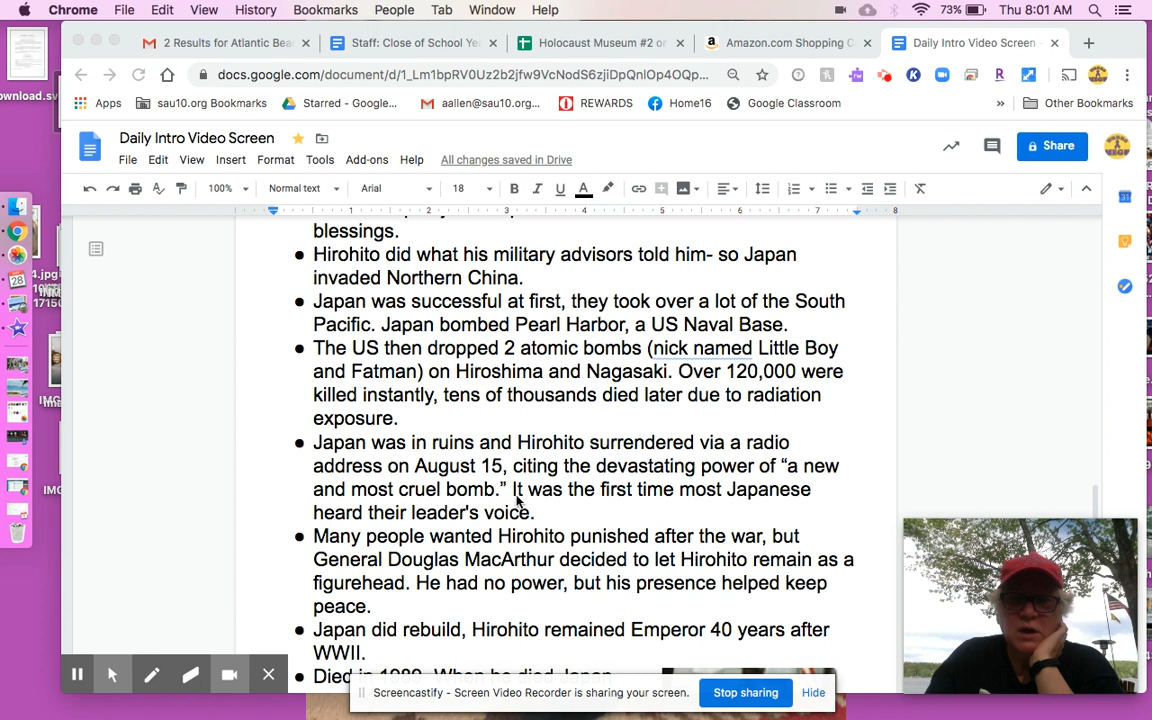 Chrome File Edit View History Bookmarks People Tab Window Help 73% Thu 8:01 AM
2 Results for Atlantic Bea
Staff: Close of School Ye
Holocaust Museum #2 or
Amazon.com Shopping C
Daily Intro Video Screen
docs.google.com/document/d/1_Lm1bpRV0Uz2b2jfw9VcNodS6zjiDpQnlOp4OQp...
Apps sau10.org Bookmarks Starred - Google... aallen@sau10.org... REWARDS Home16 Google Classroom » Other Bookmarks
ownload.sv
Daily Intro Video Screen
Share
File Edit View Insert Format Tools Add-ons Help All changes saved in Drive
100% Normal text Arial 18 B I U A
1 2 3 4 5 6 7 8
blessings.
● Hirohito did what his military advisors told him- so Japan
invaded Northern China.
● Japan was successful at first, they took over a lot of the South
Pacific. Japan bombed Pearl Harbor, a US Naval Base.
● The US then dropped 2 atomic bombs (nick named Little Boy
and Fatman) on Hiroshima and Nagasaki. Over 120,000 were
killed instantly, tens of thousands died later due to radiation
exposure.
● Japan was in ruins and Hirohito surrendered via a radio
address on August 15, citing the devastating power of “a new
and most cruel bomb.” It was the first time most Japanese
heard their leader's voice.
● Many people wanted Hirohito punished after the war, but
General Douglas MacArthur decided to let Hirohito remain as a
figurehead. He had no power, but his presence helped keep
peace.
● Japan did rebuild, Hirohito remained Emperor 40 years after
WWII.
Screencastify - Screen Video Recorder is sharing your screen. Stop sharing Hide